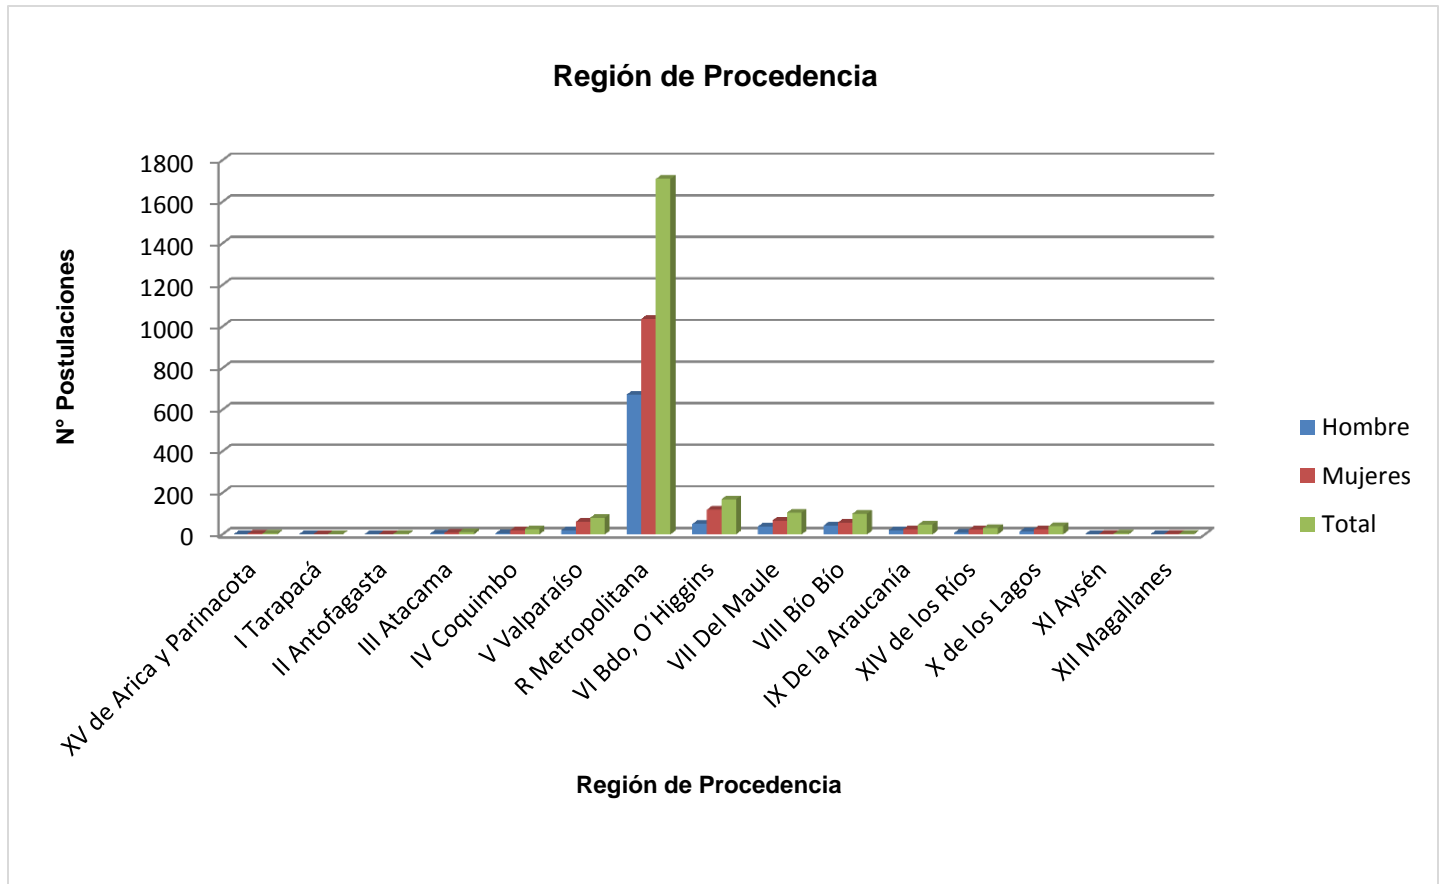 Región de Procedencia
N° Postulaciones
1800
1600
1400
1200
1000
800
600
400
200
0
XV de Arica y Parinacota
I Tarapacá
II Antofagasta
III Atacama
IV Coquimbo
V Valparaíso
R Metropolitana
VI Bdo, O´Higgins
VII Del Maule
VIII Bío Bío
IX De la Araucanía
XIV de los Ríos
X de los Lagos
XI Aysén
XII Magallanes
Región de Procedencia
Hombre
Mujeres
Total